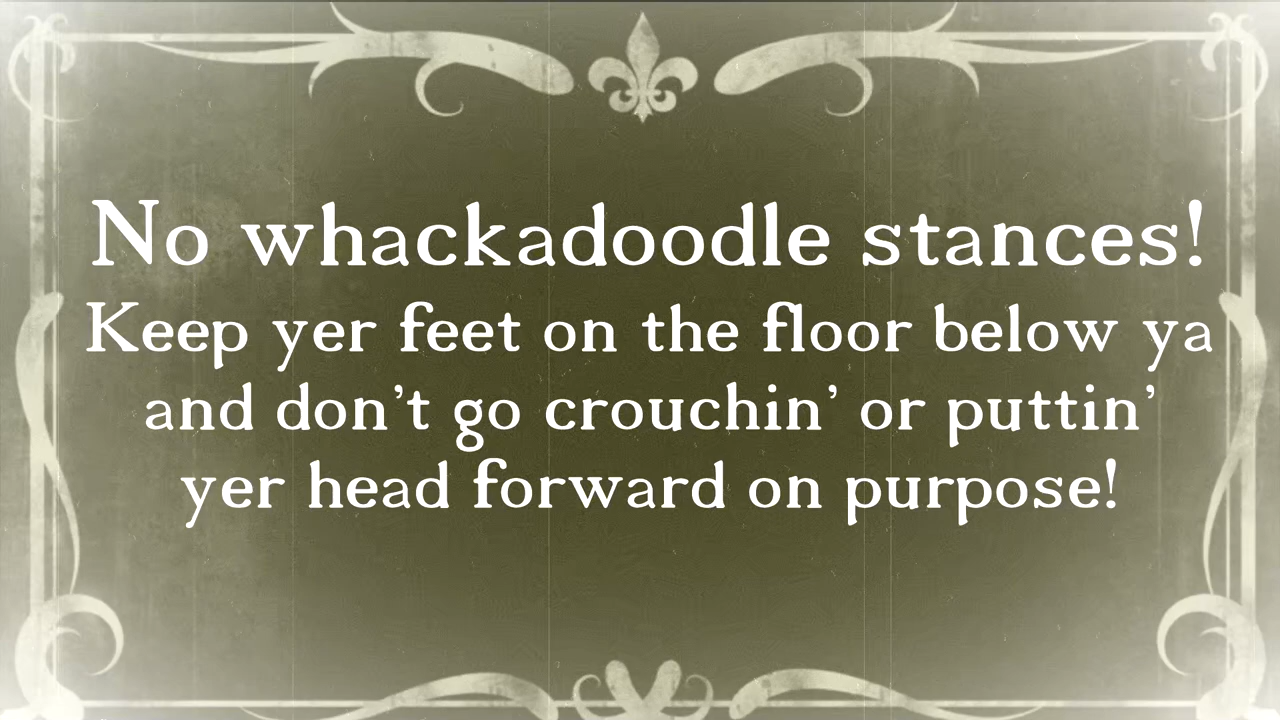 No whackadoodle stances!
Keep yer feet on the floor below ya
and don’t go crouchin’ or puttin’
yer head forward on purpose!